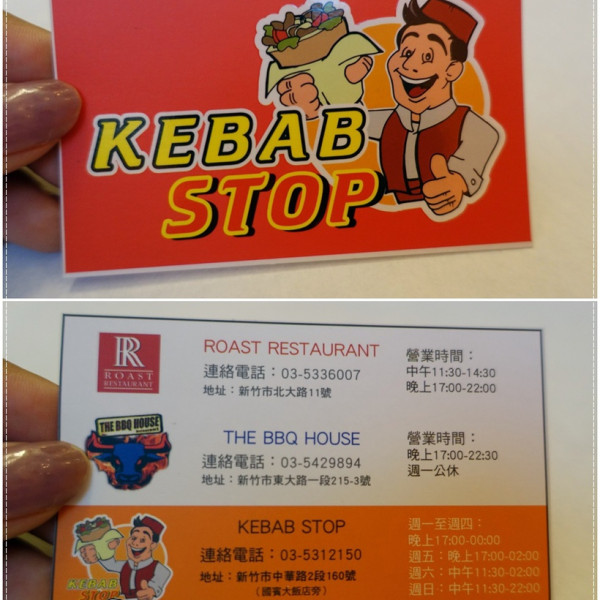 KEBAB
STOP
R
ROAST
RESTAURANT
ROAST RESTAURANT
連絡電話：03-5336007
地址：新竹市北大路11號
營業時間：
中午11:30-14:30
晚上17:00-22:00
THE BBQ HOUSE
THE BBQ HOUSE
連絡電話：03-5429894
地址：新竹市東大路一段215-3號
營業時間：
晚上17:00-22:30
週一公休
KEBAB
STOP
KEBAB STOP
連絡電話：03-5312150
地址：新竹市中華路2段160號
（國賓大飯店旁）
週一至週四：
晚上17:00-00:00
週五：晚上17:00-02:00
週六：中午11:30-02:00
週日：中午11:30-22:00